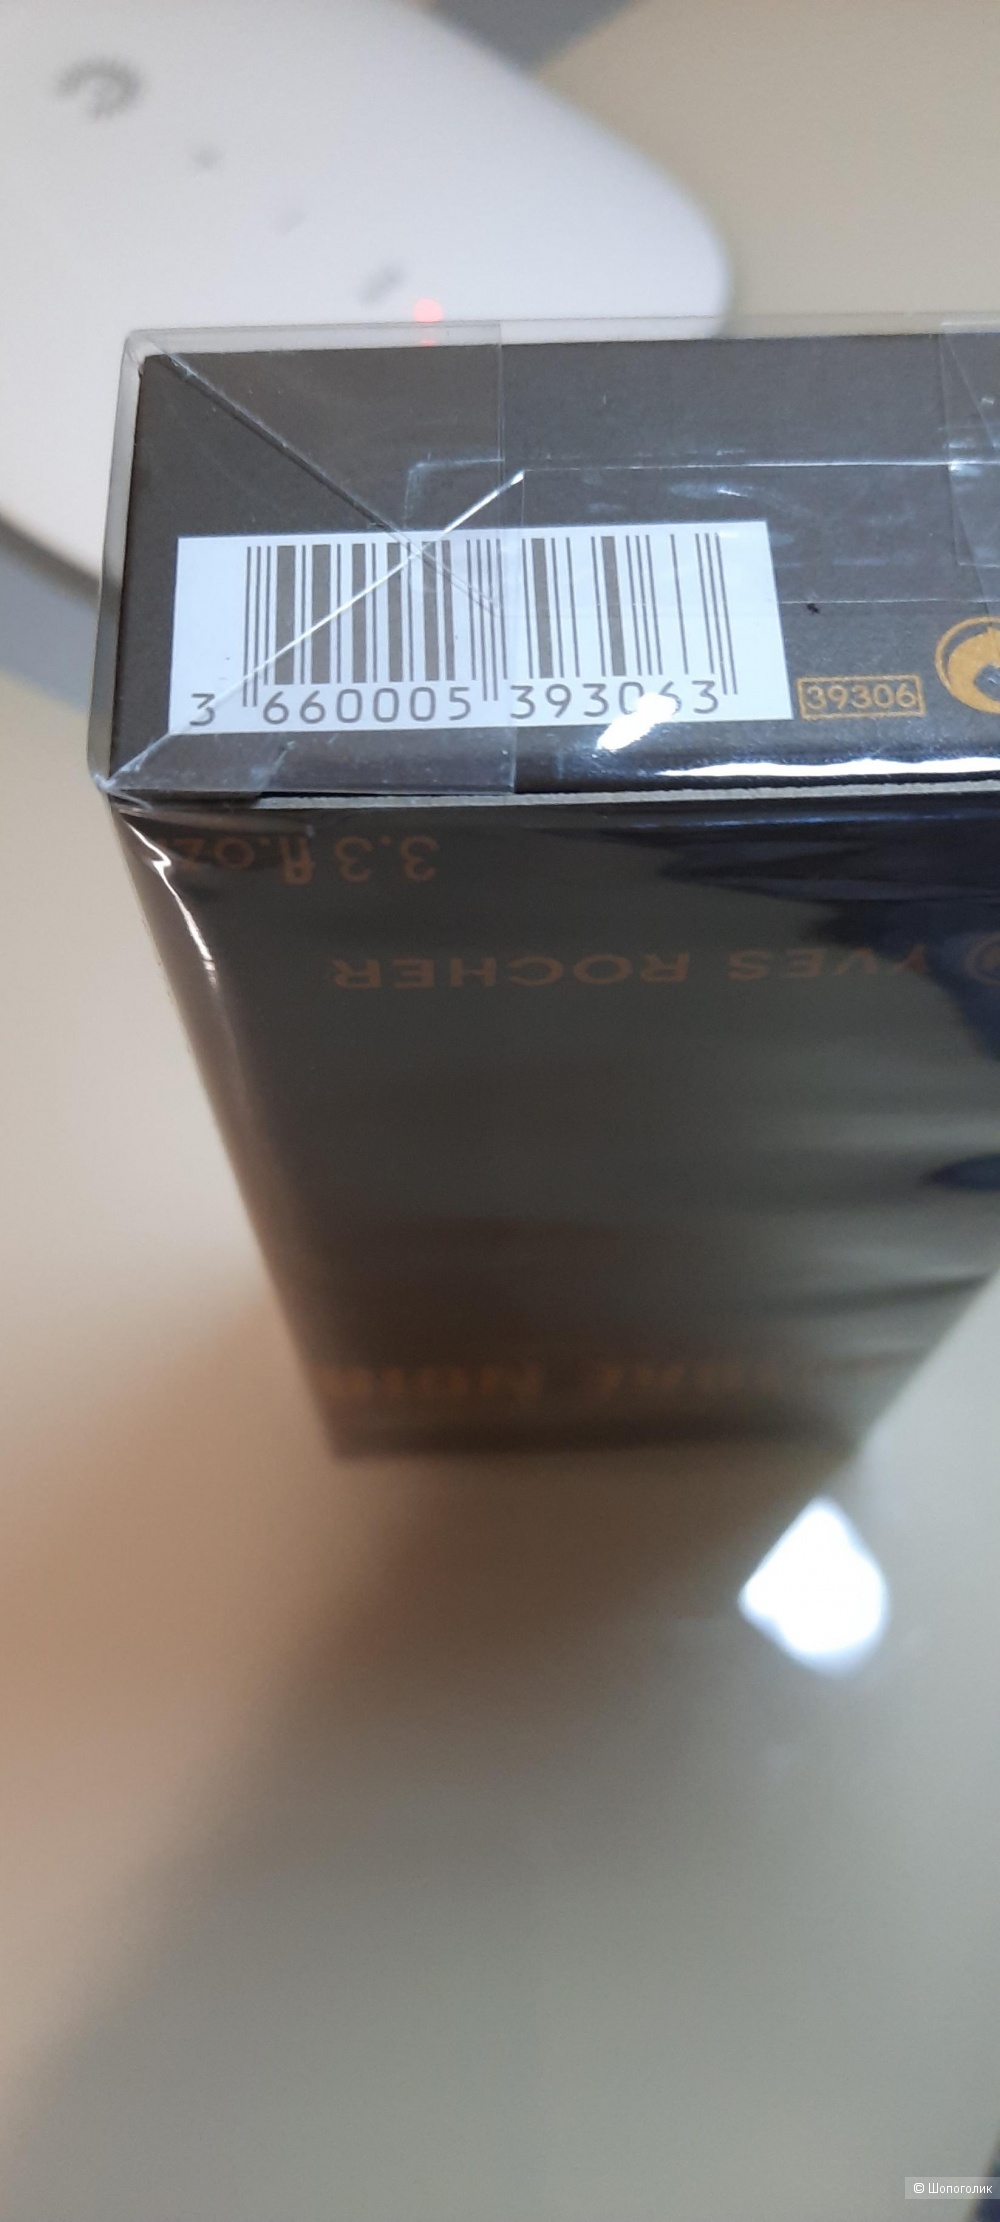 3 660005 393063
39306
3.3 fl.oz
YVES ROCHER
© Шопоголик